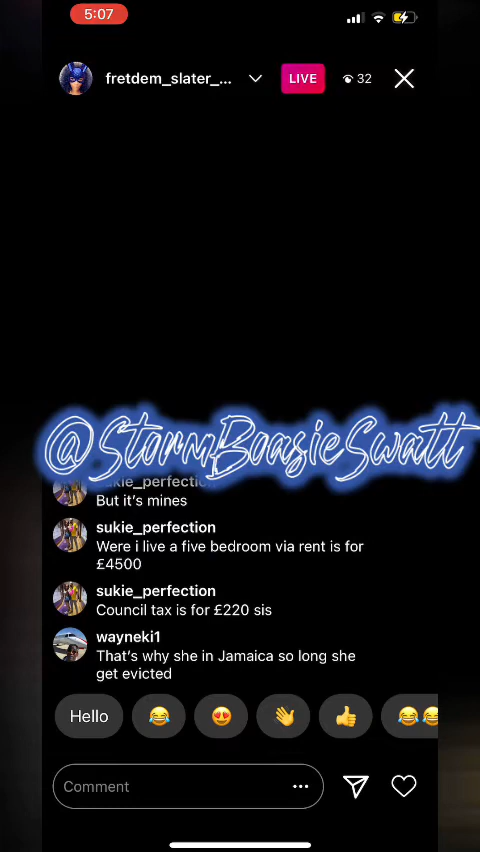 5:07
fretdem_slater_...
LIVE
32
@StormBoasieSwatt
sukie_perfection
But it's mines
sukie_perfection
Were i live a five bedroom via rent is for
£4500
sukie_perfection
Council tax is for £220 sis
wayneki1
That's why she in Jamaica so long she
get evicted
Hello
Comment